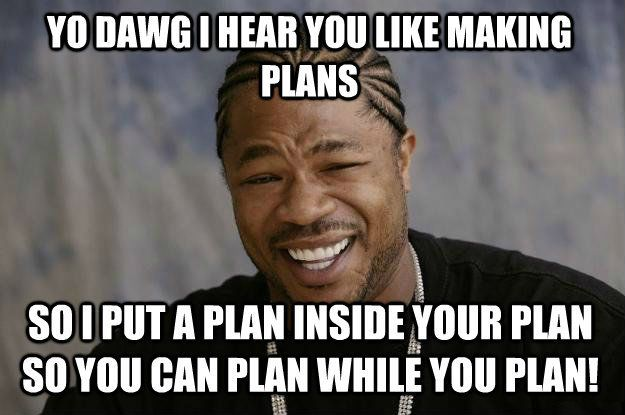 YO DAWG I HEAR YOU LIKE MAKING
PLANS
SO I PUT A PLAN INSIDE YOUR PLAN
SO YOU CAN PLAN WHILE YOU PLAN!